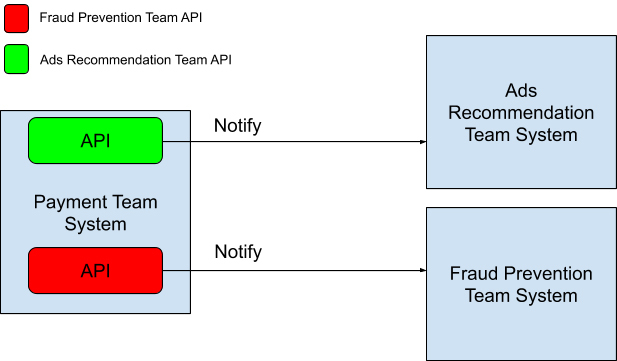 Fraud Prevention Team API
Ads Recommendation Team API
API
Notify
Ads
Recommendation
Team System
Payment Team
System
API
Notify
Fraud Prevention
Team System